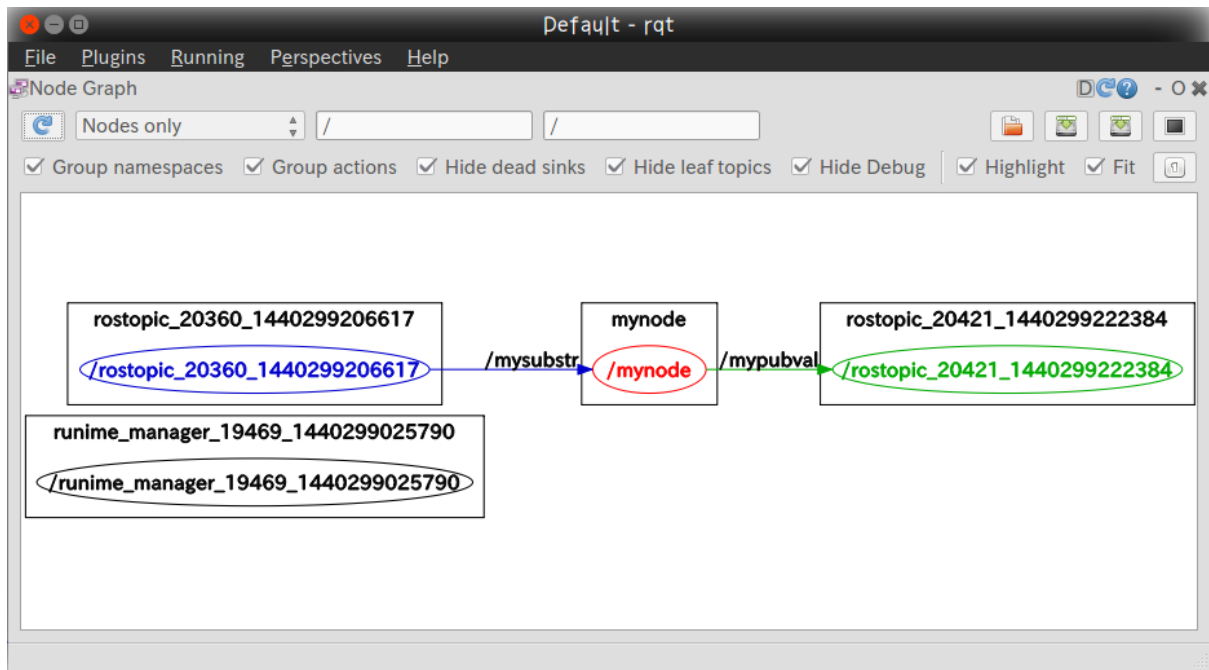 Default - rqt
File Plugins Running Perspectives Help
Node Graph D ? - O ✖
Nodes only / /
Group namespaces Group actions Hide dead sinks Hide leaf topics Hide Debug Highlight Fit
rostopic_20360_1440299206617 mynode rostopic_20421_1440299222384
/rostopic_20360_1440299206617 /mysubstr /mynode /mypubval /rostopic_20421_1440299222384
runime_manager_19469_1440299025790
/runime_manager_19469_1440299025790